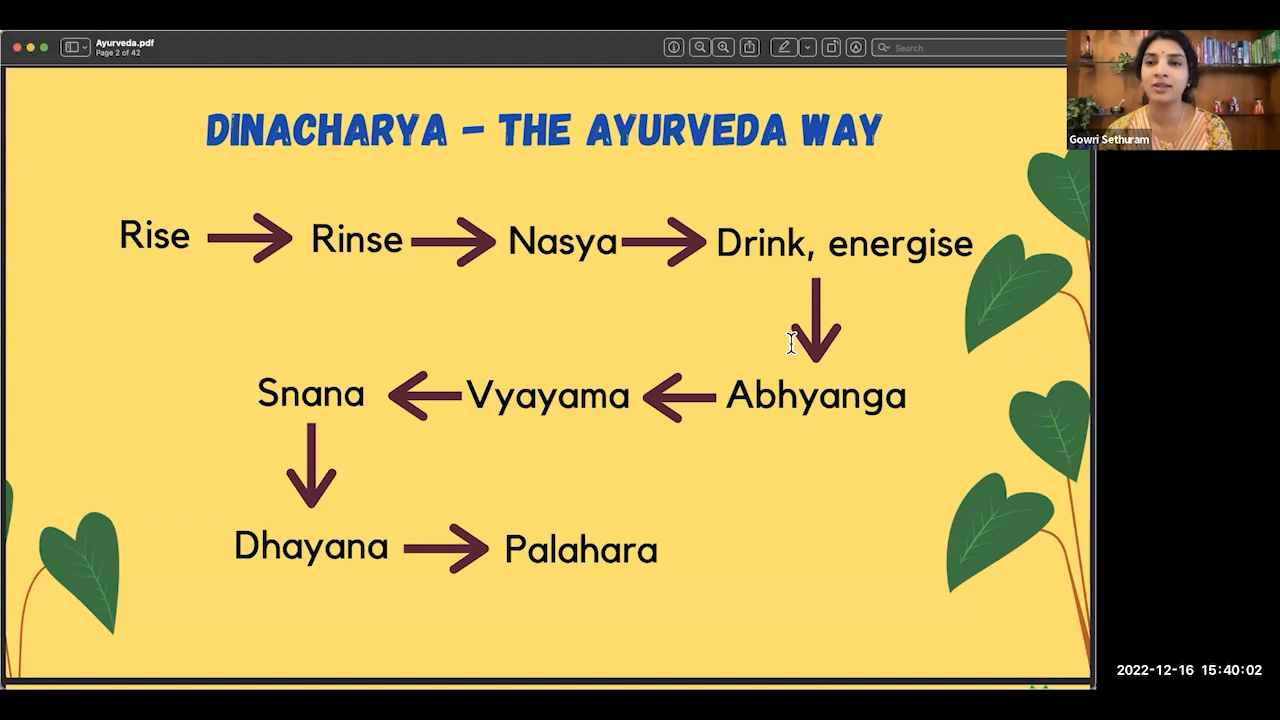 Ayurveda.pdf
Page 2 of 42
Search
Gowri Sethuram
DINACHARYA - THE AYURVEDA WAY
Rise Rinse Nasya Drink, energise
Snana Vyayama Abhyanga
Dhayana Palahara
2022-12-16 15:40:02